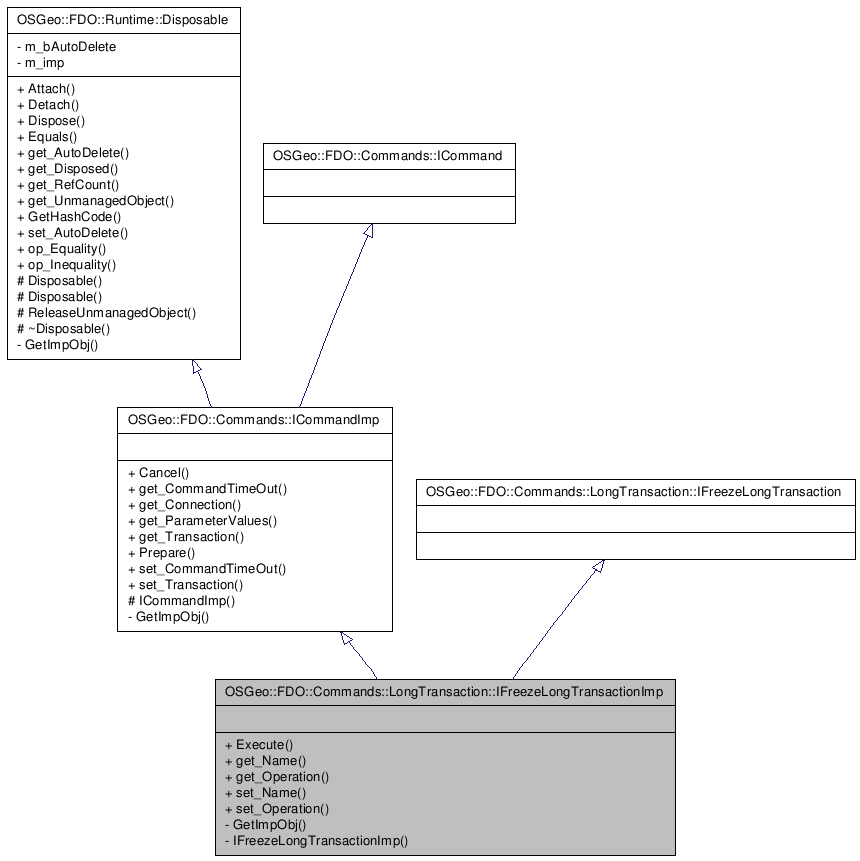 OSGeo::FDO::Runtime::Disposable
- m_bAutoDelete
- m_imp
+ Attach()
+ Detach()
+ Dispose()
+ Equals()
+ get_AutoDelete()
+ get_Disposed()
+ get_RefCount()
+ get_UnmanagedObject()
+ GetHashCode()
+ set_AutoDelete()
+ op_Equality()
+ op_Inequality()
# Disposable()
# Disposable()
# ReleaseUnmanagedObject()
# ~Disposable()
- GetImpObj()
OSGeo::FDO::Commands::ICommand
OSGeo::FDO::Commands::ICommandImp
+ Cancel()
+ get_CommandTimeOut()
+ get_Connection()
+ get_ParameterValues()
+ get_Transaction()
+ Prepare()
+ set_CommandTimeOut()
+ set_Transaction()
# ICommandImp()
- GetImpObj()
OSGeo::FDO::Commands::LongTransaction::IFreezeLongTransaction
OSGeo::FDO::Commands::LongTransaction::IFreezeLongTransactionImp
+ Execute()
+ get_Name()
+ get_Operation()
+ set_Name()
+ set_Operation()
- GetImpObj()
- IFreezeLongTransactionImp()